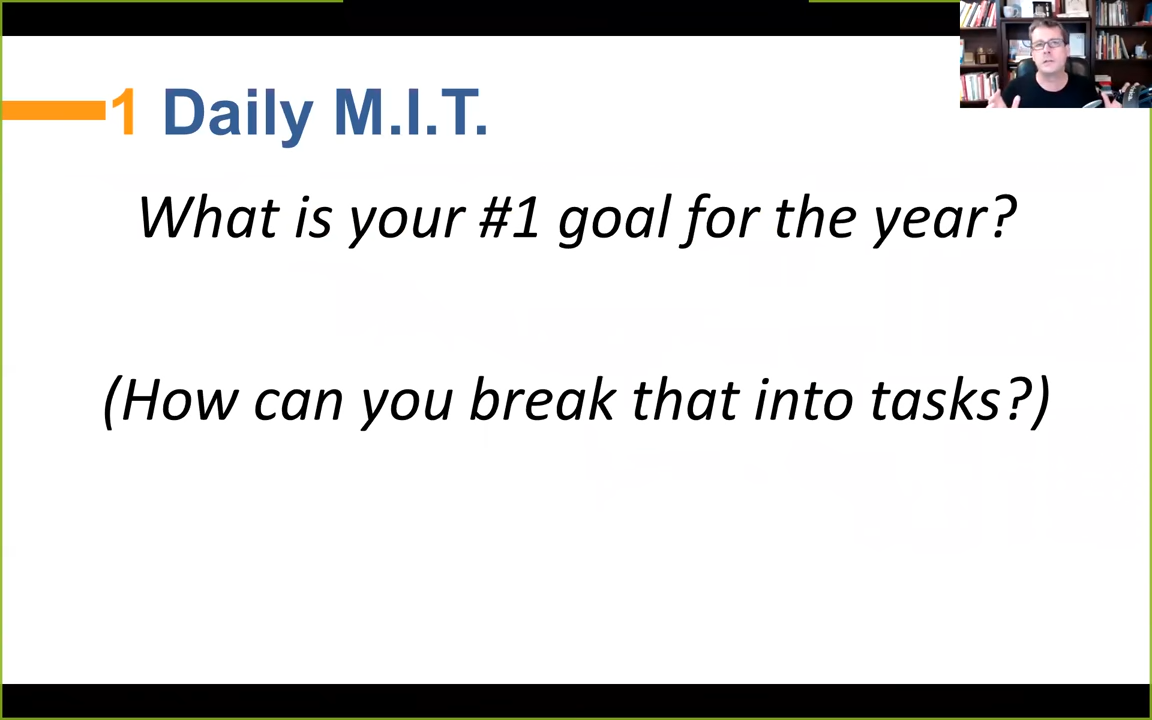 1 Daily M.I.T.
What is your #1 goal for the year?
(How can you break that into tasks?)